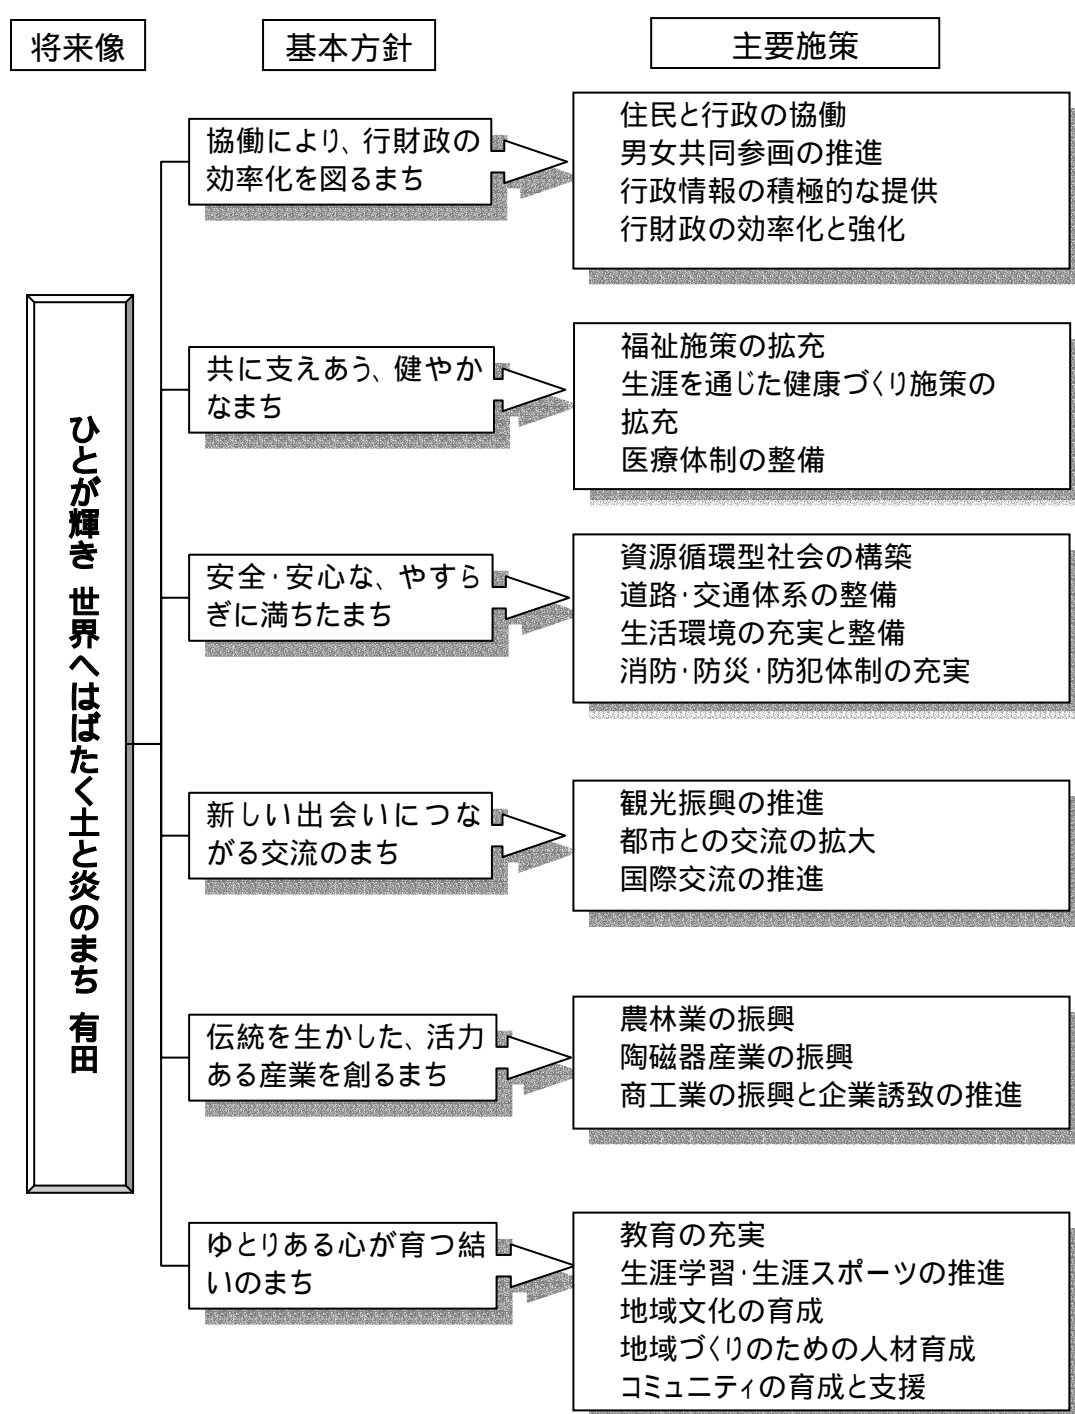 将来像
基本方針
主要施策
ひとが輝き 世界へはばたく土と炎のまち 有田
協働により、行財政の
効率化を図るまち
住民と行政の協働
男女共同参画の推進
行政情報の積極的な提供
行財政の効率化と強化
共に支えあう、健やか
なまち
福祉施策の拡充
生涯を通じた健康づくり施策の
拡充
医療体制の整備
安全・安心な、やすら
ぎに満ちたまち
資源循環型社会の構築
道路・交通体系の整備
生活環境の充実と整備
消防・防災・防犯体制の充実
新しい出会いにつな
がる交流のまち
観光振興の推進
都市との交流の拡大
国際交流の推進
伝統を生かした、活力
ある産業を創るまち
農林業の振興
陶磁器産業の振興
商工業の振興と企業誘致の推進
ゆとりある心が育つ結
いのまち
教育の充実
生涯学習・生涯スポーツの推進
地域文化の育成
地域づくりのための人材育成
コミュニティの育成と支援